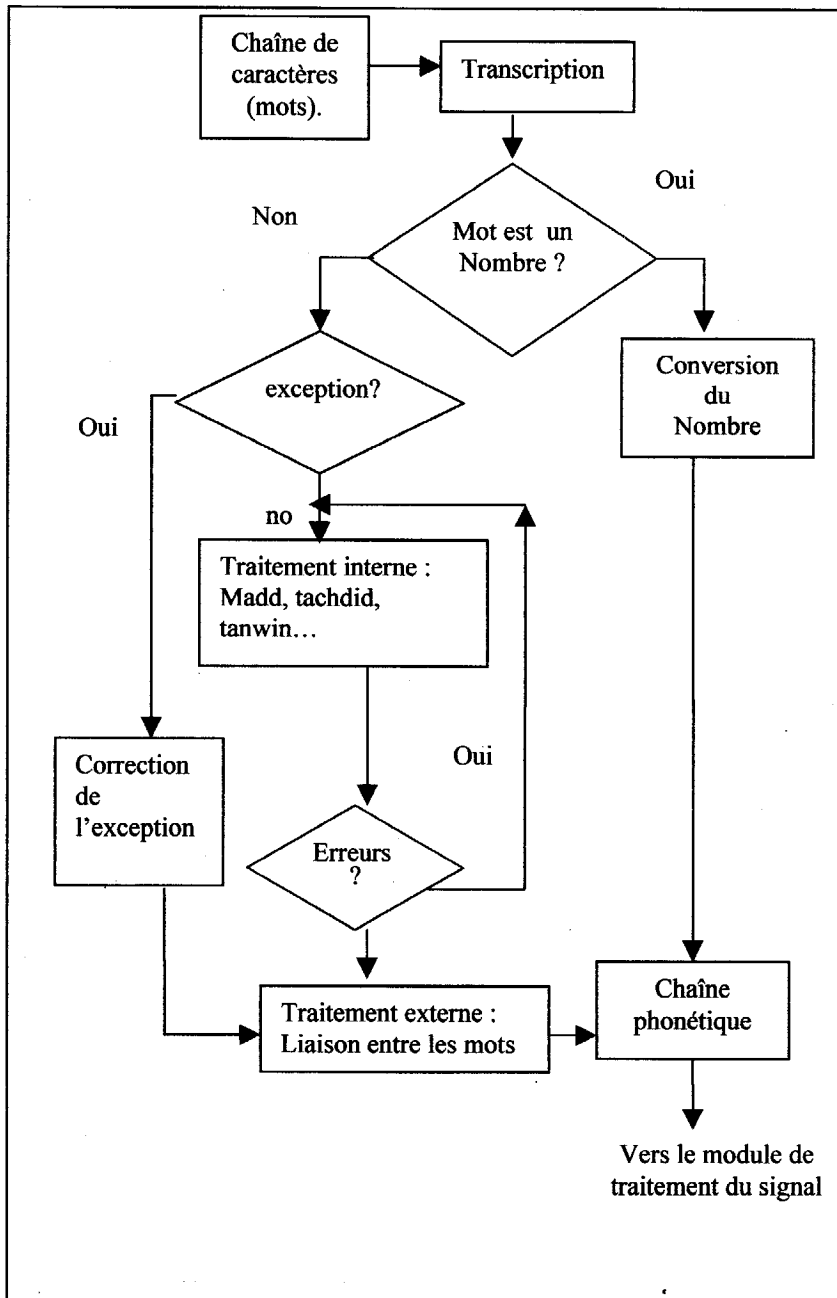 Chaîne de
caractères
(mots).
Transcription
Oui
Non
Mot est un
Nombre ?
exception?
Conversion
du
Nombre
Oui
no
Traitement interne :
Madd, tachdid,
tanwin...
Correction
de
l'exception
Oui
Erreurs
?
Traitement externe :
Liaison entre les mots
Chaîne
phonétique
Vers le module de
traitement du signal